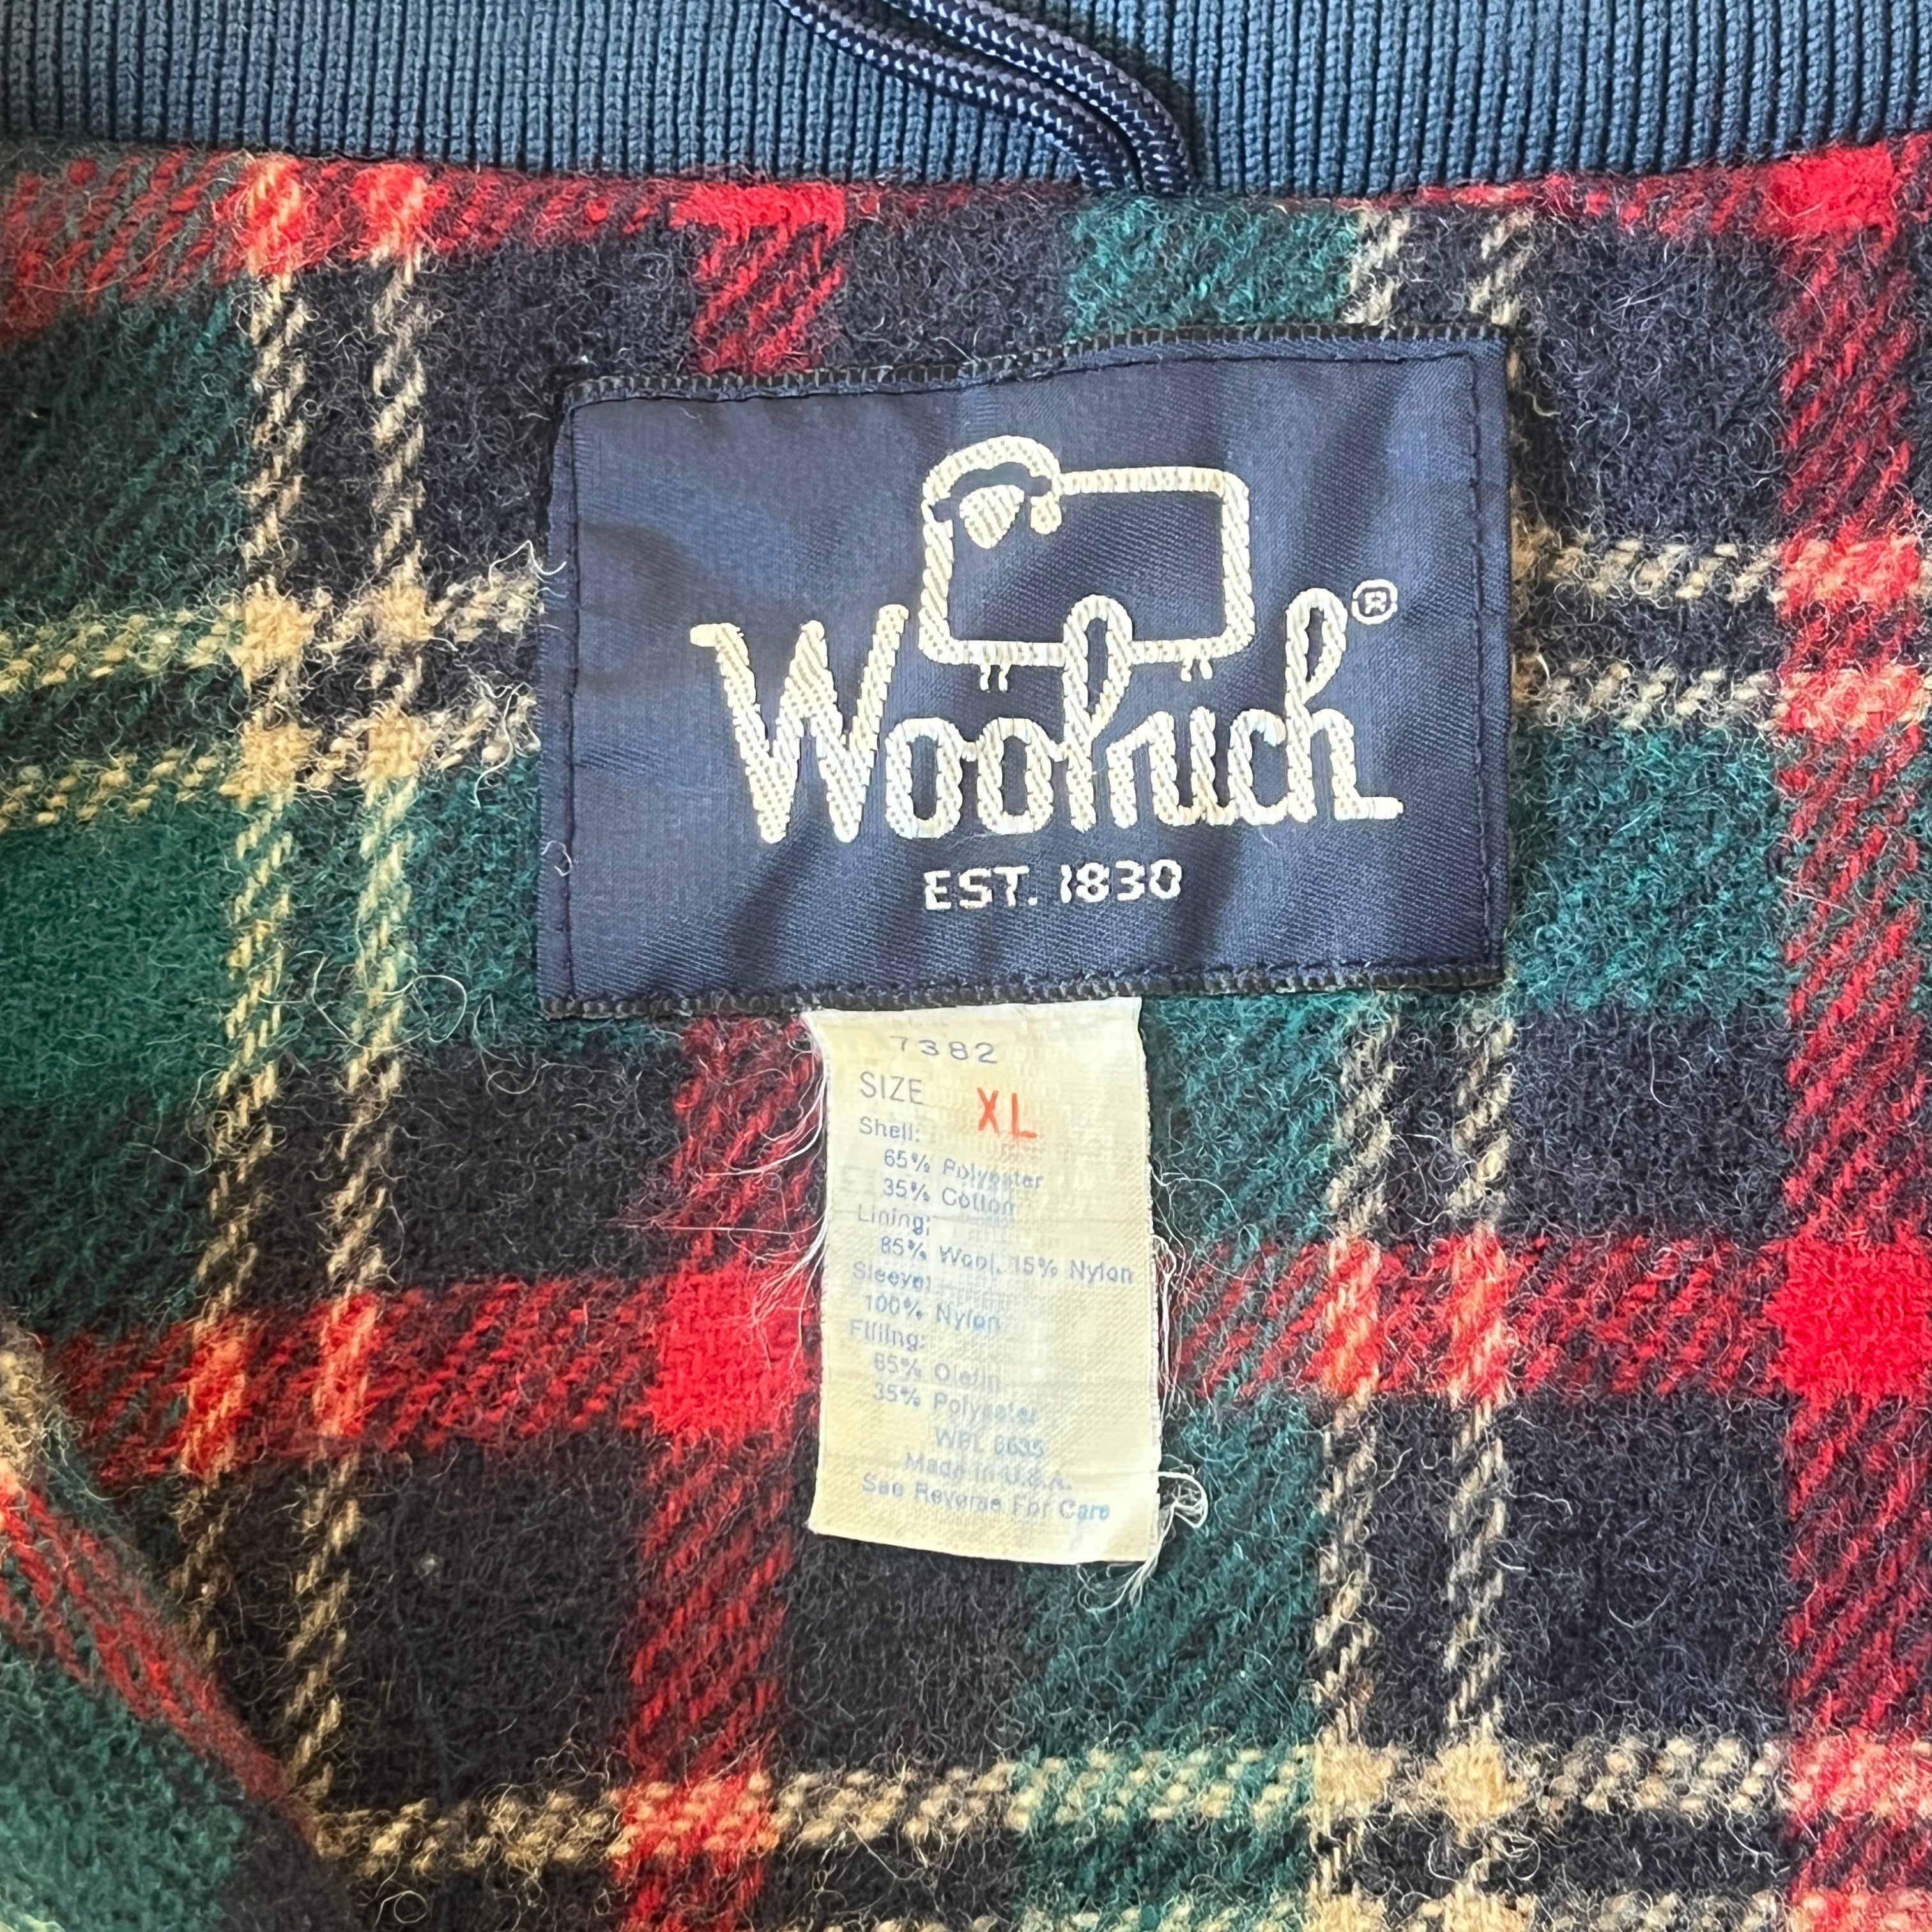 Woolrich®
EST. 1830
7382
SIZE XL
Shell:
65% Polyester
35% Cotton
Lining:
85% Wool, 15% Nylon
Sleeve:
100% Nylon
Filling:
65% Olefin
35% Polyester
WPL 6635
Made in U.S.A.
See Reverse For Care